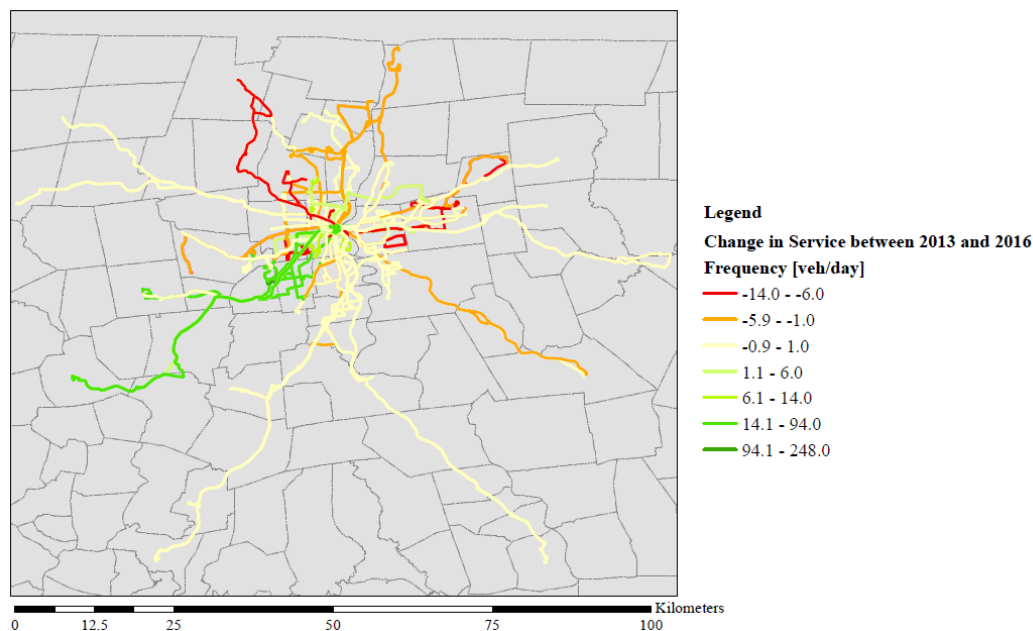 Legend
Change in Service between 2013 and 2016
Frequency [veh/day]
-14.0 - -6.0
-5.9 - -1.0
-0.9 - 1.0
1.1 - 6.0
6.1 - 14.0
14.1 - 94.0
94.1 - 248.0
Kilometers
0 12.5 25 50 75 100